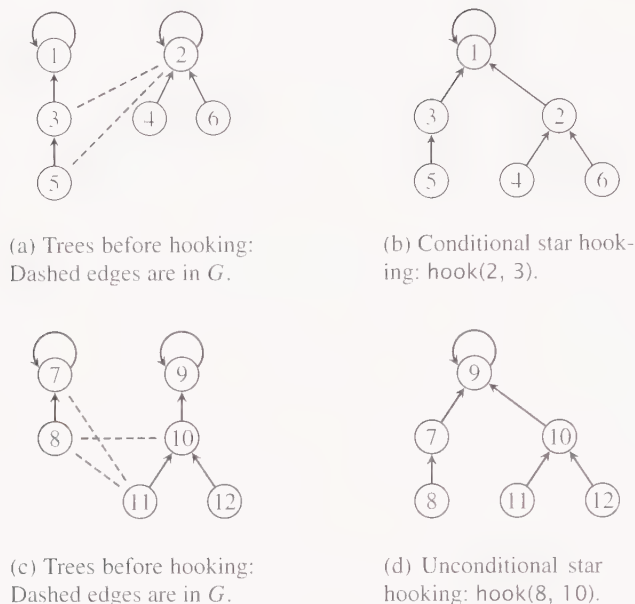 1 2 1
3 4 6 3 2
5 5 4 6
(a) Trees before hooking:
Dashed edges are in G.
(b) Conditional star hook-
ing: hook(2, 3).
7 9 9
8 10 7 10
11 12 8 11 12
(c) Trees before hooking:
Dashed edges are in G.
(d) Unconditional star
hooking: hook(8, 10).